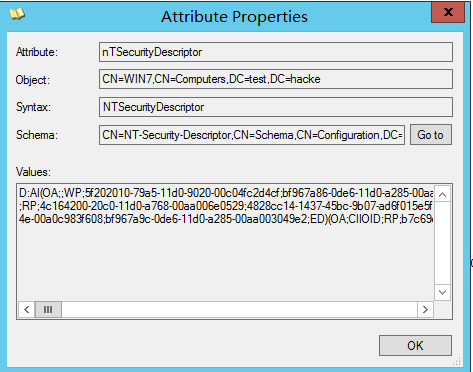 Attribute Properties
x
Attribute: nTSecurityDescriptor
Object: CN=WIN7,CN=Computers,DC=test,DC=hacke
Syntax: NTSecurityDescriptor
Schema: CN=NT-Security-Descriptor,CN=Schema,CN=Configuration,DC= Go to
Values:
D:AI(OA;;WP;5f202010-79a5-11d0-9020-00c04fc2d4cf;bf967a86-0de6-11d0-a285-00aa
;RP;4c164200-20c0-11d0-a768-00aa006e0529;4828cc14-1437-45bc-9b07-ad6f015e5f
4e-00a0c983f608;bf967a9c-0de6-11d0-a285-00aa003049e2;ED)(OA;CIIOID;RP;b7c69
OK